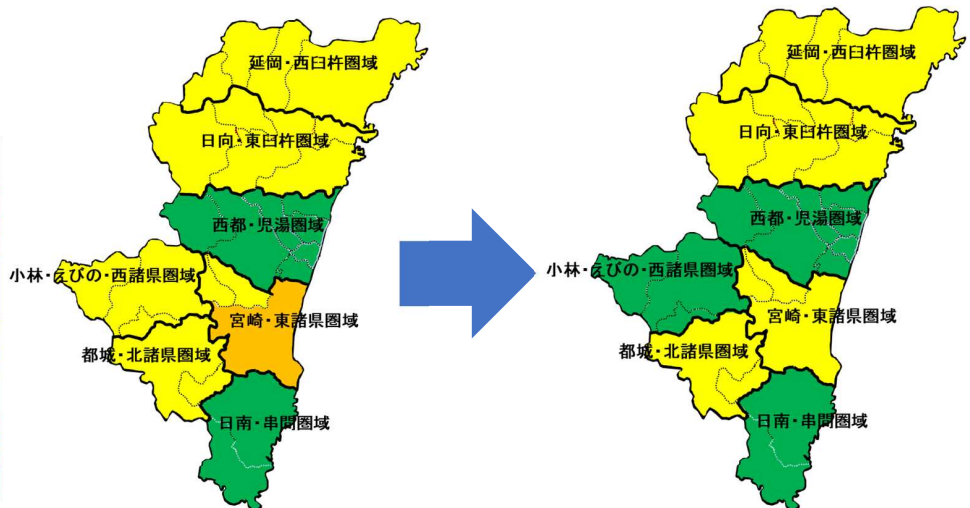 延岡・西臼杵圏域
日向・東臼杵圏域
西都・児湯圏域
小林・えびの・西諸県圏域
宮崎・東諸県圏域
都城・北諸県圏域
日南・串間圏域
延岡・西臼杵圏域
日向・東臼杵圏域
西都・児湯圏域
小林・えびの・西諸県圏域
宮崎・東諸県圏域
都城・北諸県圏域
日南・串間圏域